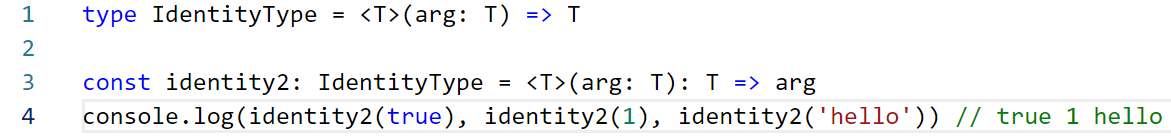 1 type IdentityType = <T>(arg: T) => T
2
3 const identity2: IdentityType = <T>(arg: T): T => arg
4 console.log(identity2(true), identity2(1), identity2('hello')) // true 1 hello